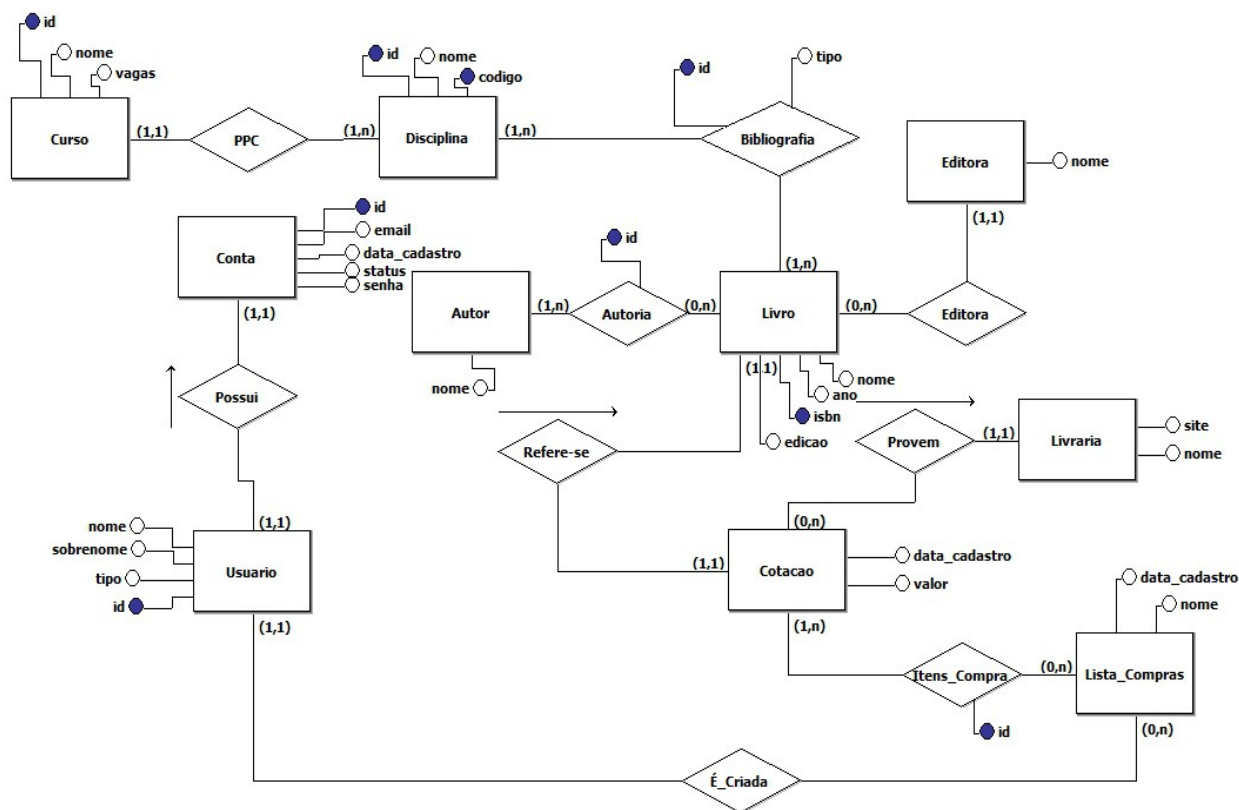 id
nome
vagas
Curso
(1,1)
PPC
(1,n)
id
nome
codigo
Disciplina
(1,n)
id
tipo
Bibliografia
Editora
nome
(1,1)
Conta
id
email
data_cadastro
status
senha
(1,1)
Autor
nome
(1,n)
id
Autoria
(0,n)
(1,n)
Livro
(0,n)
Editora
(1,1)
nome
ano
isbn
edicao
Possui
Refere-se
Provem
(1,1)
Livraria
site
nome
nome
sobrenome
tipo
id
(1,1)
Usuario
(1,1)
(1,1)
(0,n)
Cotacao
data_cadastro
valor
(1,n)
Itens_Compra
id
(0,n)
data_cadastro
nome
Lista_Compras
(0,n)
É_Criada